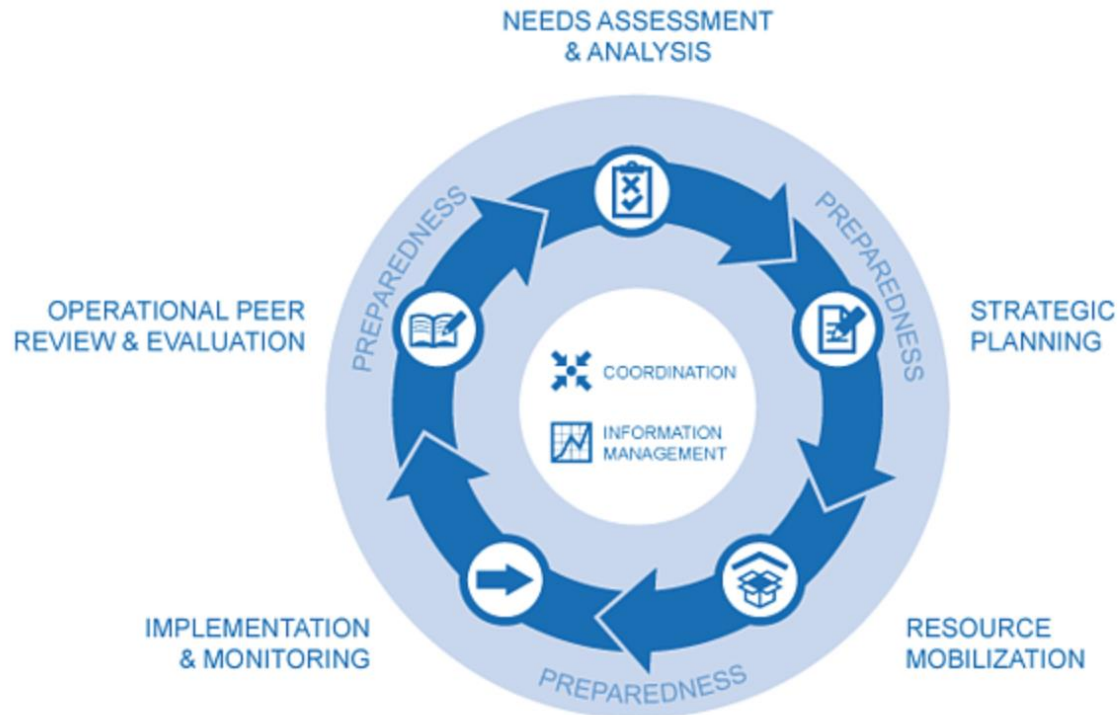 NEEDS ASSESSMENT
& ANALYSIS
PREPAREDNESS
PREPAREDNESS
OPERATIONAL PEER
REVIEW & EVALUATION
STRATEGIC
PLANNING
COORDINATION
INFORMATION
MANAGEMENT
IMPLEMENTATION
& MONITORING
RESOURCE
MOBILIZATION
PREPAREDNESS